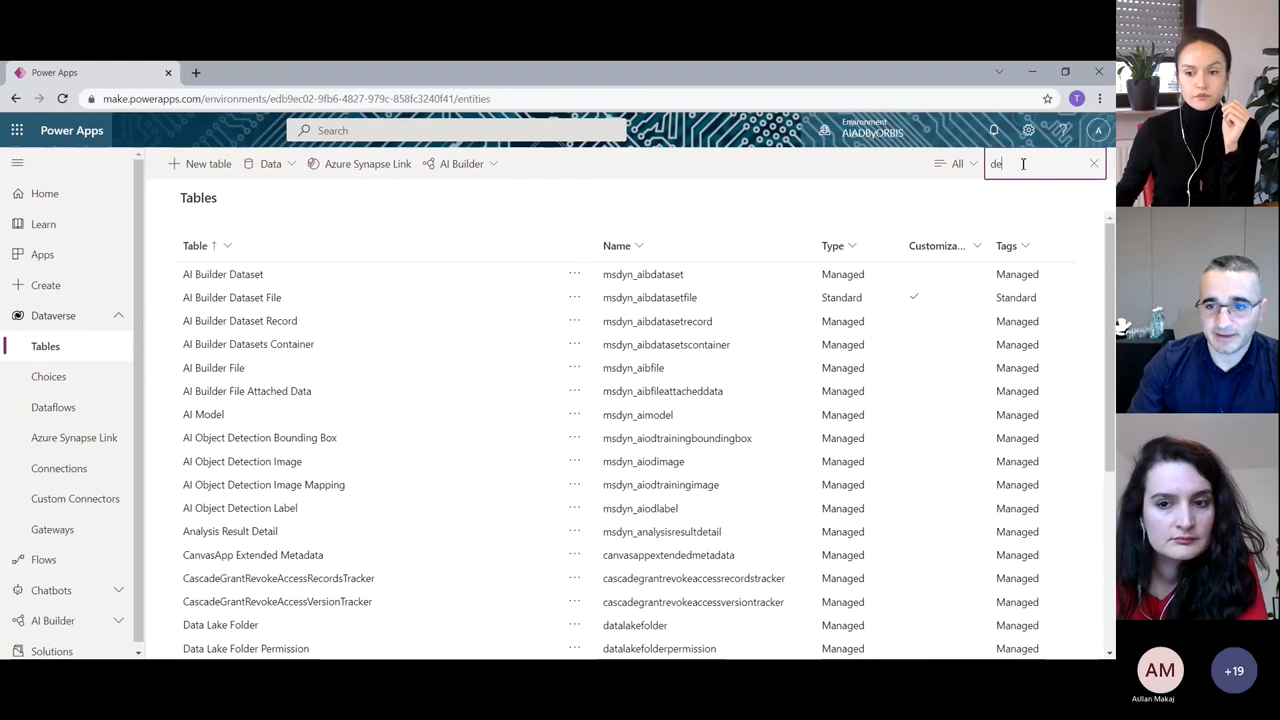 Power Apps
make.powerapps.com/environments/edb9ec02-9fb6-4827-979c-858fc3240f41/entities
T
Power Apps
Search
Environment
AIADByORBIS
A
New table
Data
Azure Synapse Link
AI Builder
All
de
Home
Learn
Apps
Create
Dataverse
Tables
Choices
Dataflows
Azure Synapse Link
Connections
Custom Connectors
Gateways
Flows
Chatbots
AI Builder
Solutions
Tables
Table ↑ Name Type Customiza... Tags
AI Builder Dataset ... msdyn_aibdataset Managed Managed
AI Builder Dataset File ... msdyn_aibdatasetfile Standard ✓ Standard
AI Builder Dataset Record ... msdyn_aibdatasetrecord Managed Managed
AI Builder Datasets Container ... msdyn_aibdatasetscontainer Managed Managed
AI Builder File ... msdyn_aibfile Managed Managed
AI Builder File Attached Data ... msdyn_aibfileattacheddata Managed Managed
AI Model ... msdyn_aimodel Managed Managed
AI Object Detection Bounding Box ... msdyn_aiodtrainingboundingbox Managed Managed
AI Object Detection Image ... msdyn_aiodimage Managed Managed
AI Object Detection Image Mapping ... msdyn_aiodtrainingimage Managed Managed
AI Object Detection Label ... msdyn_aiodlabel Managed Managed
Analysis Result Detail ... msdyn_analysisresultdetail Managed Managed
CanvasApp Extended Metadata ... canvasappextendedmetadata Managed Managed
CascadeGrantRevokeAccessRecordsTracker ... cascadegrantrevokeaccessrecordstracker Managed Managed
CascadeGrantRevokeAccessVersionTracker ... cascadegrantrevokeaccessversiontracker Managed Managed
Data Lake Folder ... datalakefolder Managed Managed
Data Lake Folder Permission ... datalakefolderpermission Managed Managed
AM
Asllan Makaj
+19